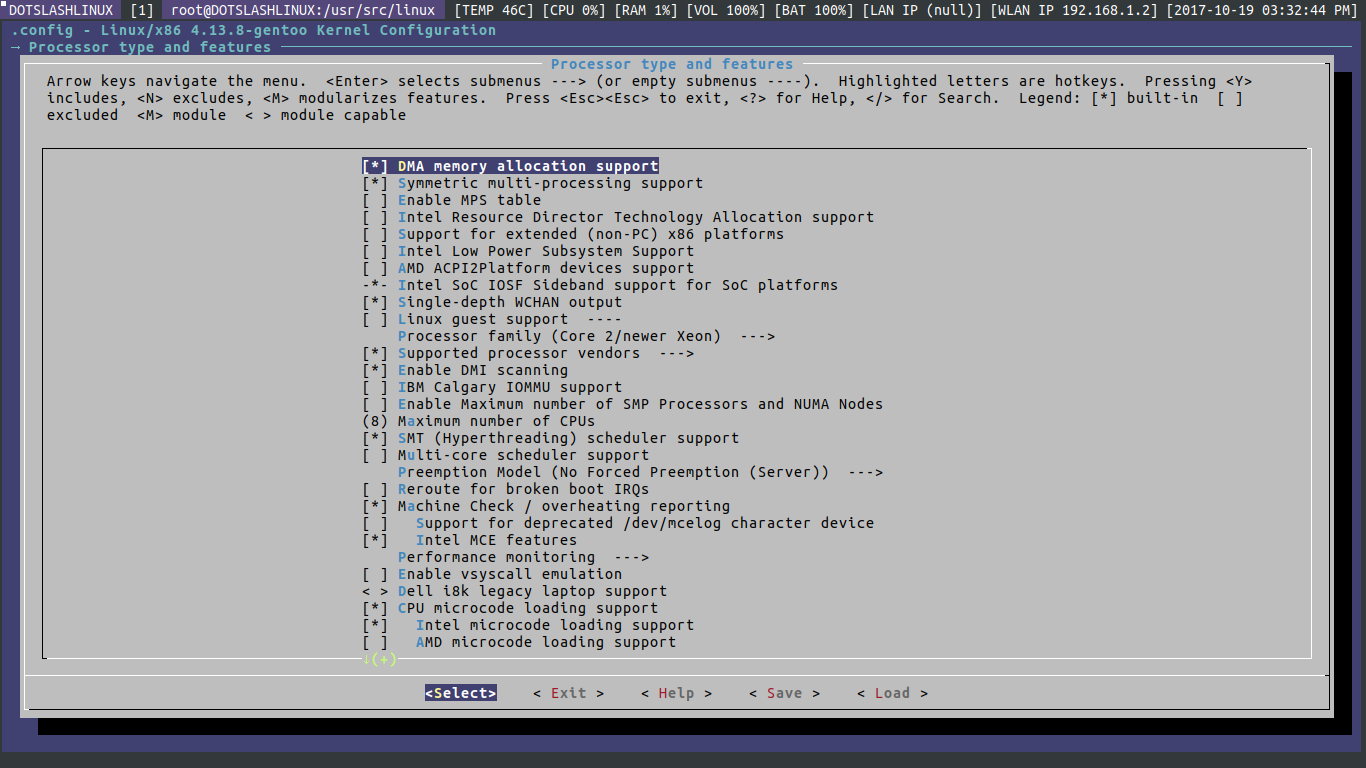 DOTSLASHLINUX [1] root@DOTSLASHLINUX:/usr/src/linux [TEMP 46C] [CPU 0%] [RAM 1%] [VOL 100%] [BAT 100%] [LAN IP (null)] [WLAN IP 192.168.1.2] [2017-10-19 03:32:44 PM]
.config - Linux/x86 4.13.8-gentoo Kernel Configuration
→ Processor type and features
Processor type and features
Arrow keys navigate the menu.  <Enter> selects submenus ---> (or empty submenus ----).  Highlighted letters are hotkeys.  Pressing <Y>
includes, <N> excludes, <M> modularizes features.  Press <Esc><Esc> to exit, <?> for Help, </> for Search.  Legend: [*] built-in  [ ]
excluded  <M> module  < > module capable
[*] DMA memory allocation support
[*] Symmetric multi-processing support
[ ] Enable MPS table
[ ] Intel Resource Director Technology Allocation support
[ ] Support for extended (non-PC) x86 platforms
[ ] Intel Low Power Subsystem Support
[ ] AMD ACPI2Platform devices support
-*- Intel SoC IOSF Sideband support for SoC platforms
[*] Single-depth WCHAN output
[ ] Linux guest support  ----
Processor family (Core 2/newer Xeon)  --->
[*] Supported processor vendors  --->
[*] Enable DMI scanning
[ ] IBM Calgary IOMMU support
[ ] Enable Maximum number of SMP Processors and NUMA Nodes
(8) Maximum number of CPUs
[*] SMT (Hyperthreading) scheduler support
[ ] Multi-core scheduler support
Preemption Model (No Forced Preemption (Server))  --->
[ ] Reroute for broken boot IRQs
[*] Machine Check / overheating reporting
[ ]   Support for deprecated /dev/mcelog character device
[*]   Intel MCE features
Performance monitoring  --->
[ ] Enable vsyscall emulation
< > Dell i8k legacy laptop support
[*] CPU microcode loading support
[*]   Intel microcode loading support
[ ]   AMD microcode loading support
↕(+)
<Select>    < Exit >    < Help >    < Save >    < Load >